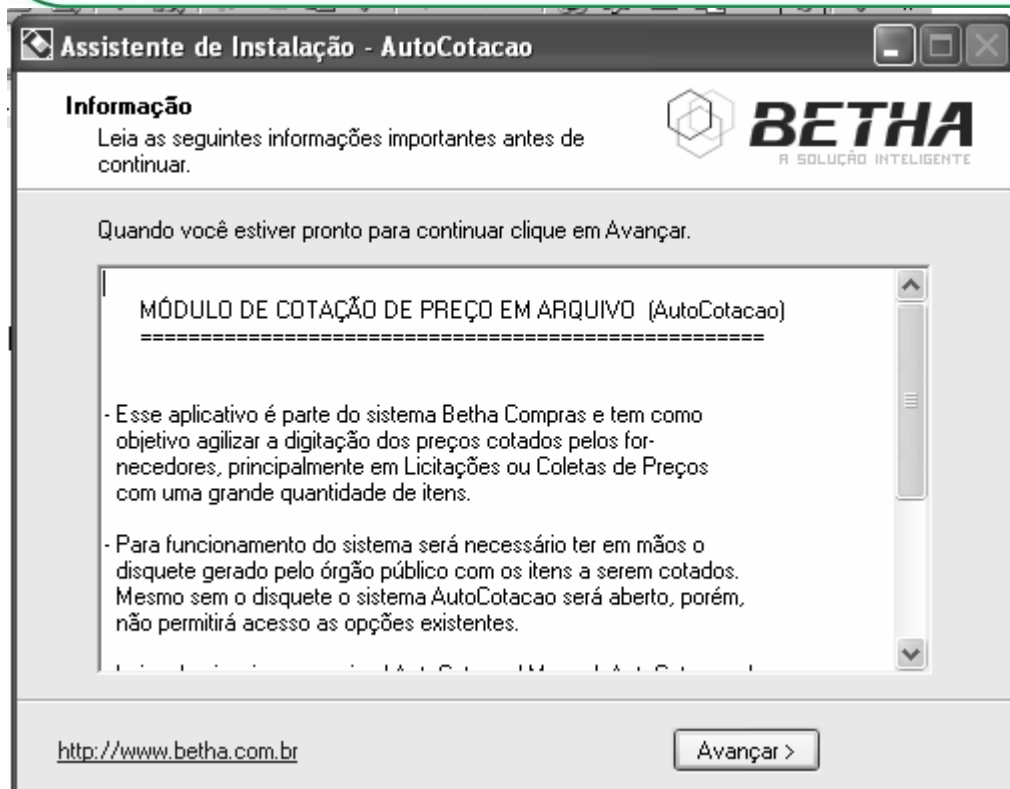 Assistente de Instalação - AutoCotacao
Informação
Leia as seguintes informações importantes antes de
continuar.
BETHA
A SOLUÇÃO INTELIGENTE
Quando você estiver pronto para continuar clique em Avançar.
MÓDULO DE COTAÇÃO DE PREÇO EM ARQUIVO (AutoCotacao)
====================================================
- Esse aplicativo é parte do sistema Betha Compras e tem como
objetivo agilizar a digitação dos preços cotados pelos for-
necedores, principalmente em Licitações ou Coletas de Preços
com uma grande quantidade de itens.
- Para funcionamento do sistema será necessário ter em mãos o
disquete gerado pelo órgão público com os itens a serem cotados.
Mesmo sem o disquete o sistema AutoCotacao será aberto, porém,
não permitirá acesso as opções existentes.
http://www.betha.com.br
Avançar >